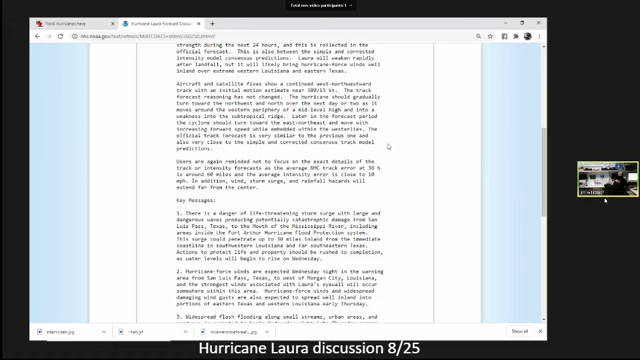 Total non-video participants: 1
Track Hurricanes here!
Hurricane Laura Forecast Discussion
strength during the next 24 hours, and this is reflected in the
official forecast. This is also between the simple and corrected
intensity model consensus predictions. Laura will weaken rapidly
after landfall, but it will likely bring hurricane-force winds well
inland over extreme western Louisiana and eastern Texas.
Aircraft and satellite fixes show a continued west-northwestward
track with an initial motion estimate near 300/15 kt. The track
forecast reasoning has not changed. The hurricane should gradually
turn toward the northwest and north over the next day or two as it
moves around the western periphery of a mid-level high and into a
weakness into the subtropical ridge. Later in the forecast period
the cyclone should turn toward the east-northeast and move with
increasing forward speed while embedded within the westerlies. The
official track forecast is very similar to the previous one and
also very close to the simple and corrected consensus track model
predictions.
Users are again reminded not to focus on the exact details of the
track or intensity forecasts as the average NHC track error at 36 h
is around 60 miles and the average intensity error is close to 10
mph. In addition, wind, storm surge, and rainfall hazards will
extend far from the center.
Key Messages:
1. There is a danger of life-threatening storm surge with large and
dangerous waves producing potentially catastrophic damage from San
Luis Pass, Texas, to the Mouth of the Mississippi River, including
areas inside the Port Arthur Hurricane Flood Protection system.
This surge could penetrate up to 30 miles inland from the immediate
coastline in southwestern Louisiana and far southeastern Texas.
Actions to protect life and property should be rushed to completion,
as water levels will begin to rise on Wednesday.
2. Hurricane-force winds are expected Wednesday night in the warning
area from San Luis Pass, Texas, to west of Morgan City, Louisiana,
and the strongest winds associated with Laura's eyewall will occur
somewhere within this area. Hurricane-force winds and widespread
damaging wind gusts are also expected to spread well inland into
portions of eastern Texas and western Louisiana early Thursday.
3. Widespread flash flooding along small streams, urban areas, and
Show all
Hurricane Laura discussion 8/25